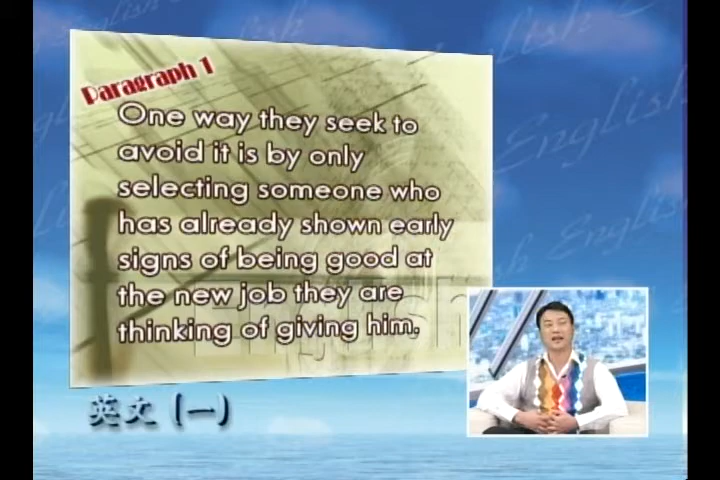 Paragraph 1
One way they seek to
avoid it is by only
selecting someone who
has already shown early
signs of being good at
the new job they are
thinking of giving him.
English
英文(一)